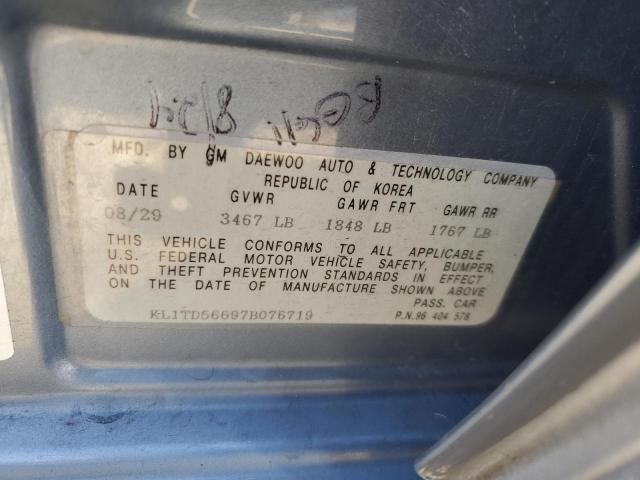 MFD. BY GM DAEWOO AUTO & TECHNOLOGY COMPANY
REPUBLIC OF KOREA
DATE GVWR GAWR FRT GAWR RR
08/29 3467 LB 1848 LB 1767 LB
THIS VEHICLE CONFORMS TO ALL APPLICABLE
U.S. FEDERAL MOTOR VEHICLE SAFETY, BUMPER,
AND THEFT PREVENTION STANDARDS IN EFFECT
ON THE DATE OF MANUFACTURE SHOWN ABOVE
PASS. CAR
KL1TD56697B076719 P.N. 96 404 578